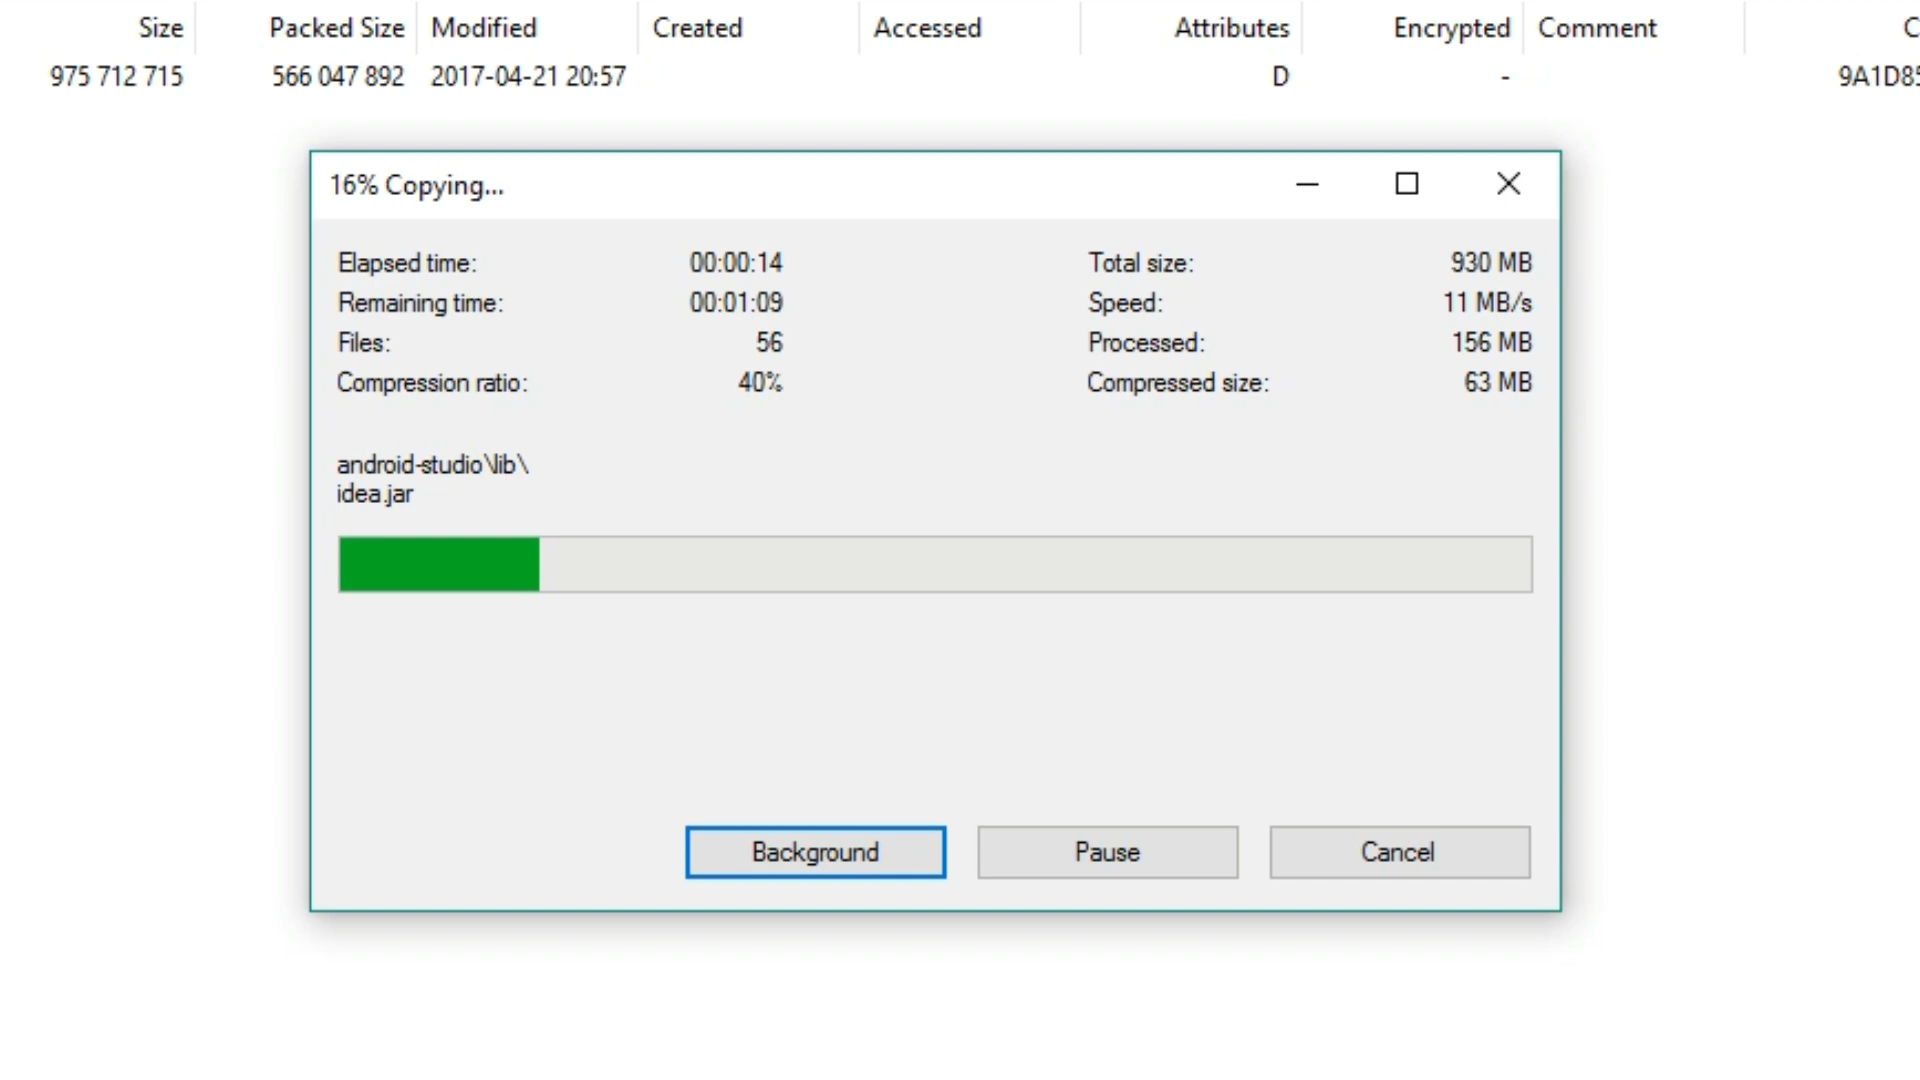 Size Packed Size Modified Created Accessed Attributes Encrypted Comment
975 712 715 566 047 892 2017-04-21 20:57 D - 9A1D85
16% Copying...
Elapsed time: 00:00:14 Total size: 930 MB
Remaining time: 00:01:09 Speed: 11 MB/s
Files: 56 Processed: 156 MB
Compression ratio: 40% Compressed size: 63 MB
android-studio\lib\
idea.jar
Background Pause Cancel